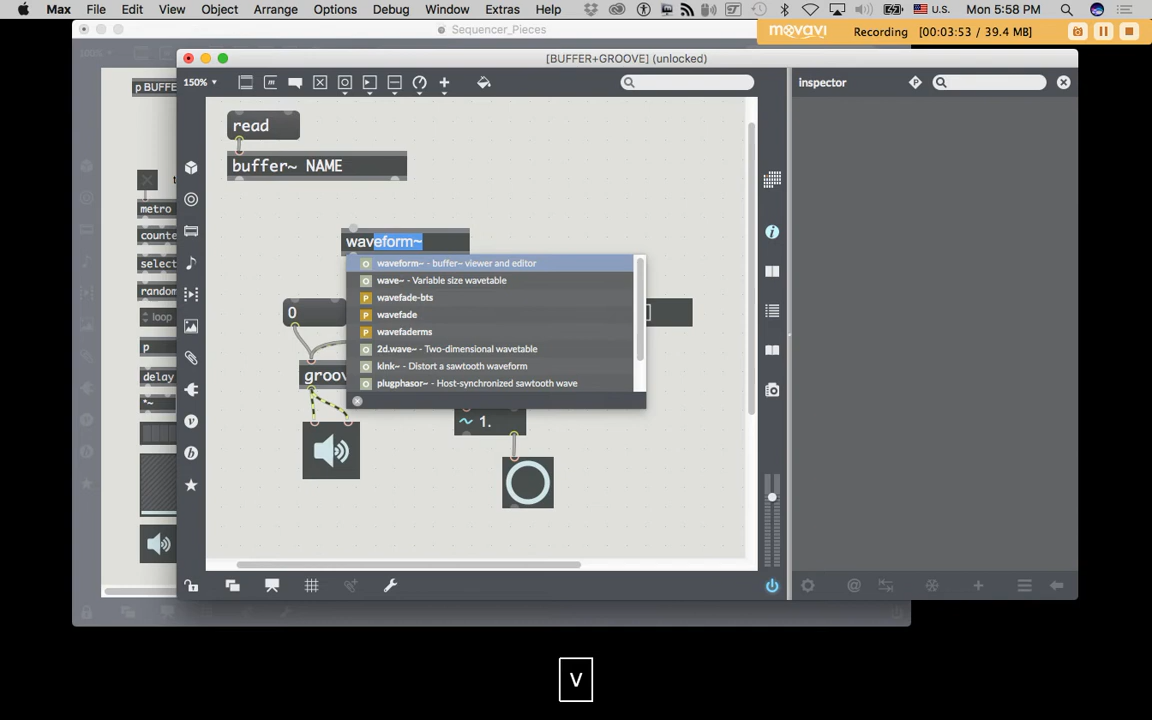 Max File Edit View Object Arrange Options Debug Window Extras Help U.S. Mon 5:58 PM
Sequencer_Pieces
movavi Recording (00:03:53 / 39.4 MB)
100%
[BUFFER+GROOVE] (unlocked)
150%
inspector
p BUFFE
read
buffer~ NAME
metro
counte
select
random
loop
p
delay
*~
waveform~
waveform~ - buffer~ viewer and editor
wave~ - Variable size wavetable
wavefade-bts
wavefade
wavefaderms
2d.wave~ - Two-dimensional wavetable
kink~ - Distort a sawtooth waveform
plugphasor~ - Host-synchronized sawtooth wave
0
]
groov
~ 1.
V